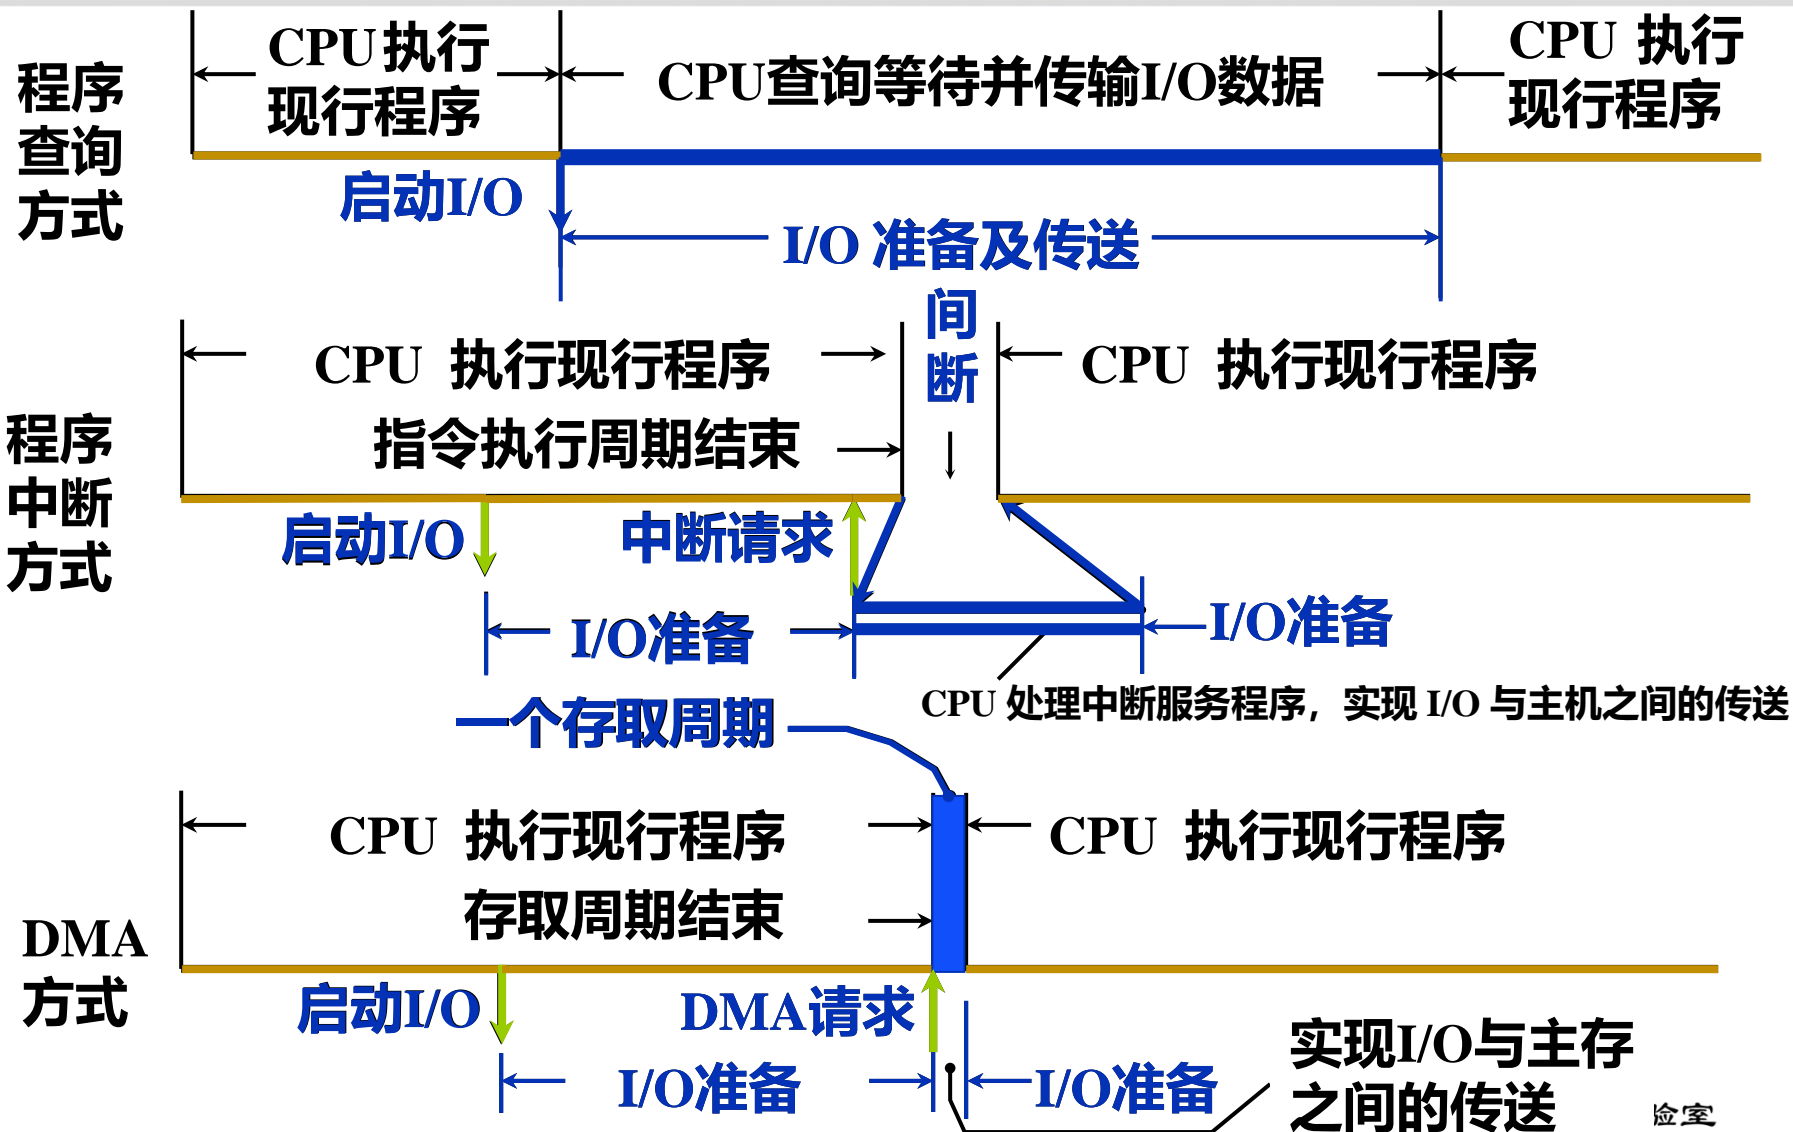 程序
查询
方式
CPU 执行
现行程序
CPU查询等待并传输I/O数据
CPU 执行
现行程序
启动I/O
I/O 准备及传送
程序
中断
方式
CPU 执行现行程序
间
断
CPU 执行现行程序
指令执行周期结束
启动I/O
中断请求
I/O准备
I/O准备
CPU 处理中断服务程序，实现 I/O 与主机之间的传送
一个存取周期
DMA
方式
CPU 执行现行程序
CPU 执行现行程序
存取周期结束
启动I/O
DMA请求
I/O准备
I/O准备
实现I/O与主存
之间的传送
验室